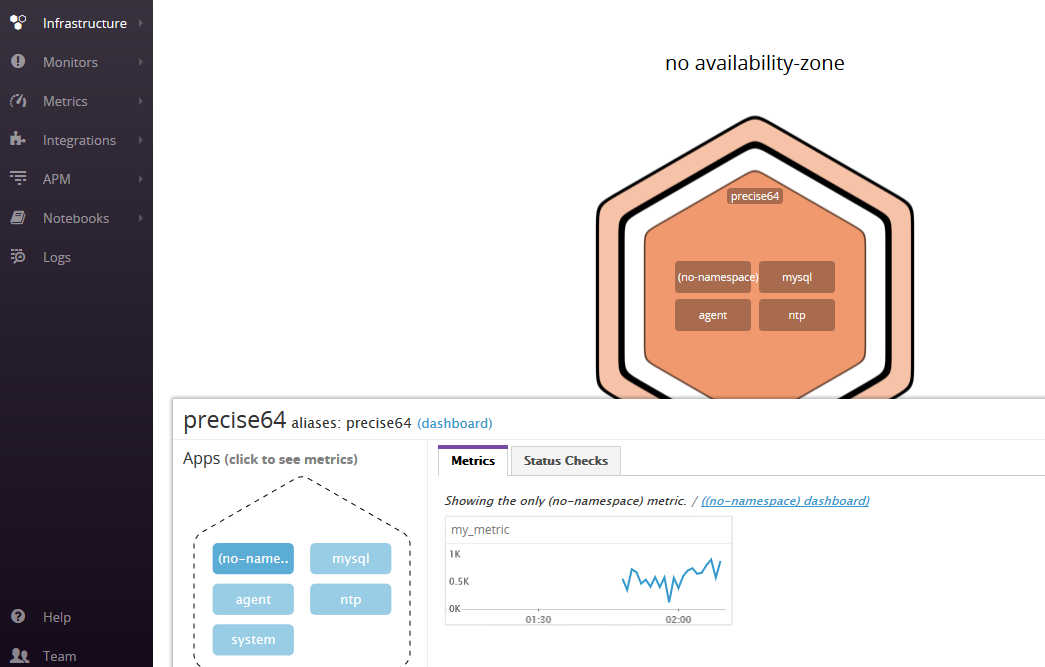 Infrastructure
Monitors
Metrics
Integrations
APM
Notebooks
Logs
Help
Team
no availability-zone
precise64
(no-namespace) mysql
agent ntp
precise64 aliases: precise64 (dashboard)
Apps (click to see metrics)
(no-name.. mysql
agent ntp
system
Metrics Status Checks
Showing the only (no-namespace) metric. / ((no-namespace) dashboard)
my_metric
1K
0.5K
0K
01:30 02:00